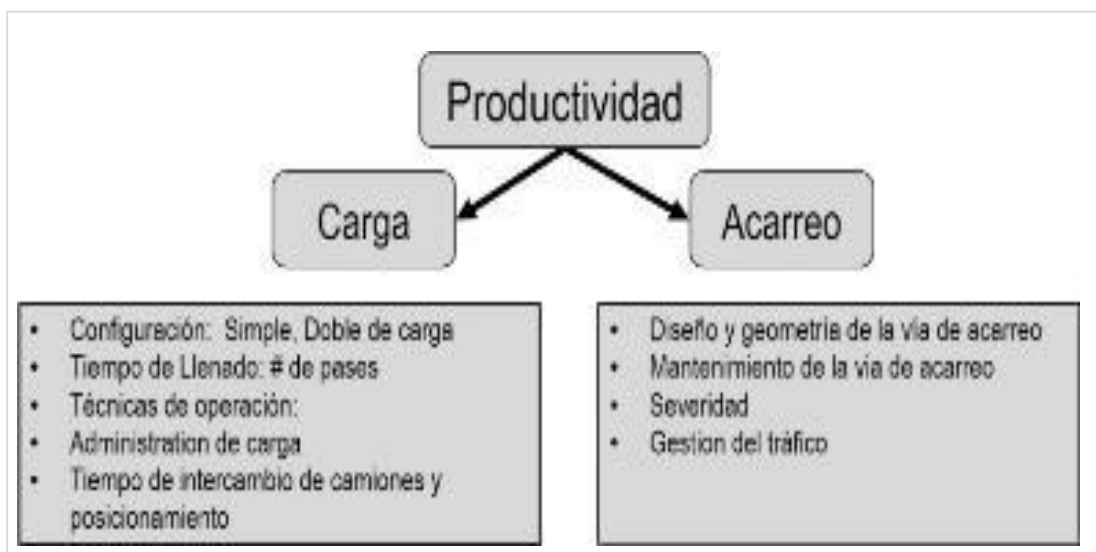 Productividad
Carga
Acarreo
• Configuración: Simple, Doble de carga
• Tiempo de Llenado: # de pases
• Técnicas de operación:
• Administration de carga
• Tiempo de intercambio de camiones y
posicionamiento
• Diseño y geometría de la vía de acarreo
• Mantenimiento de la vía de acarreo
• Severidad
• Gestion del tráfico